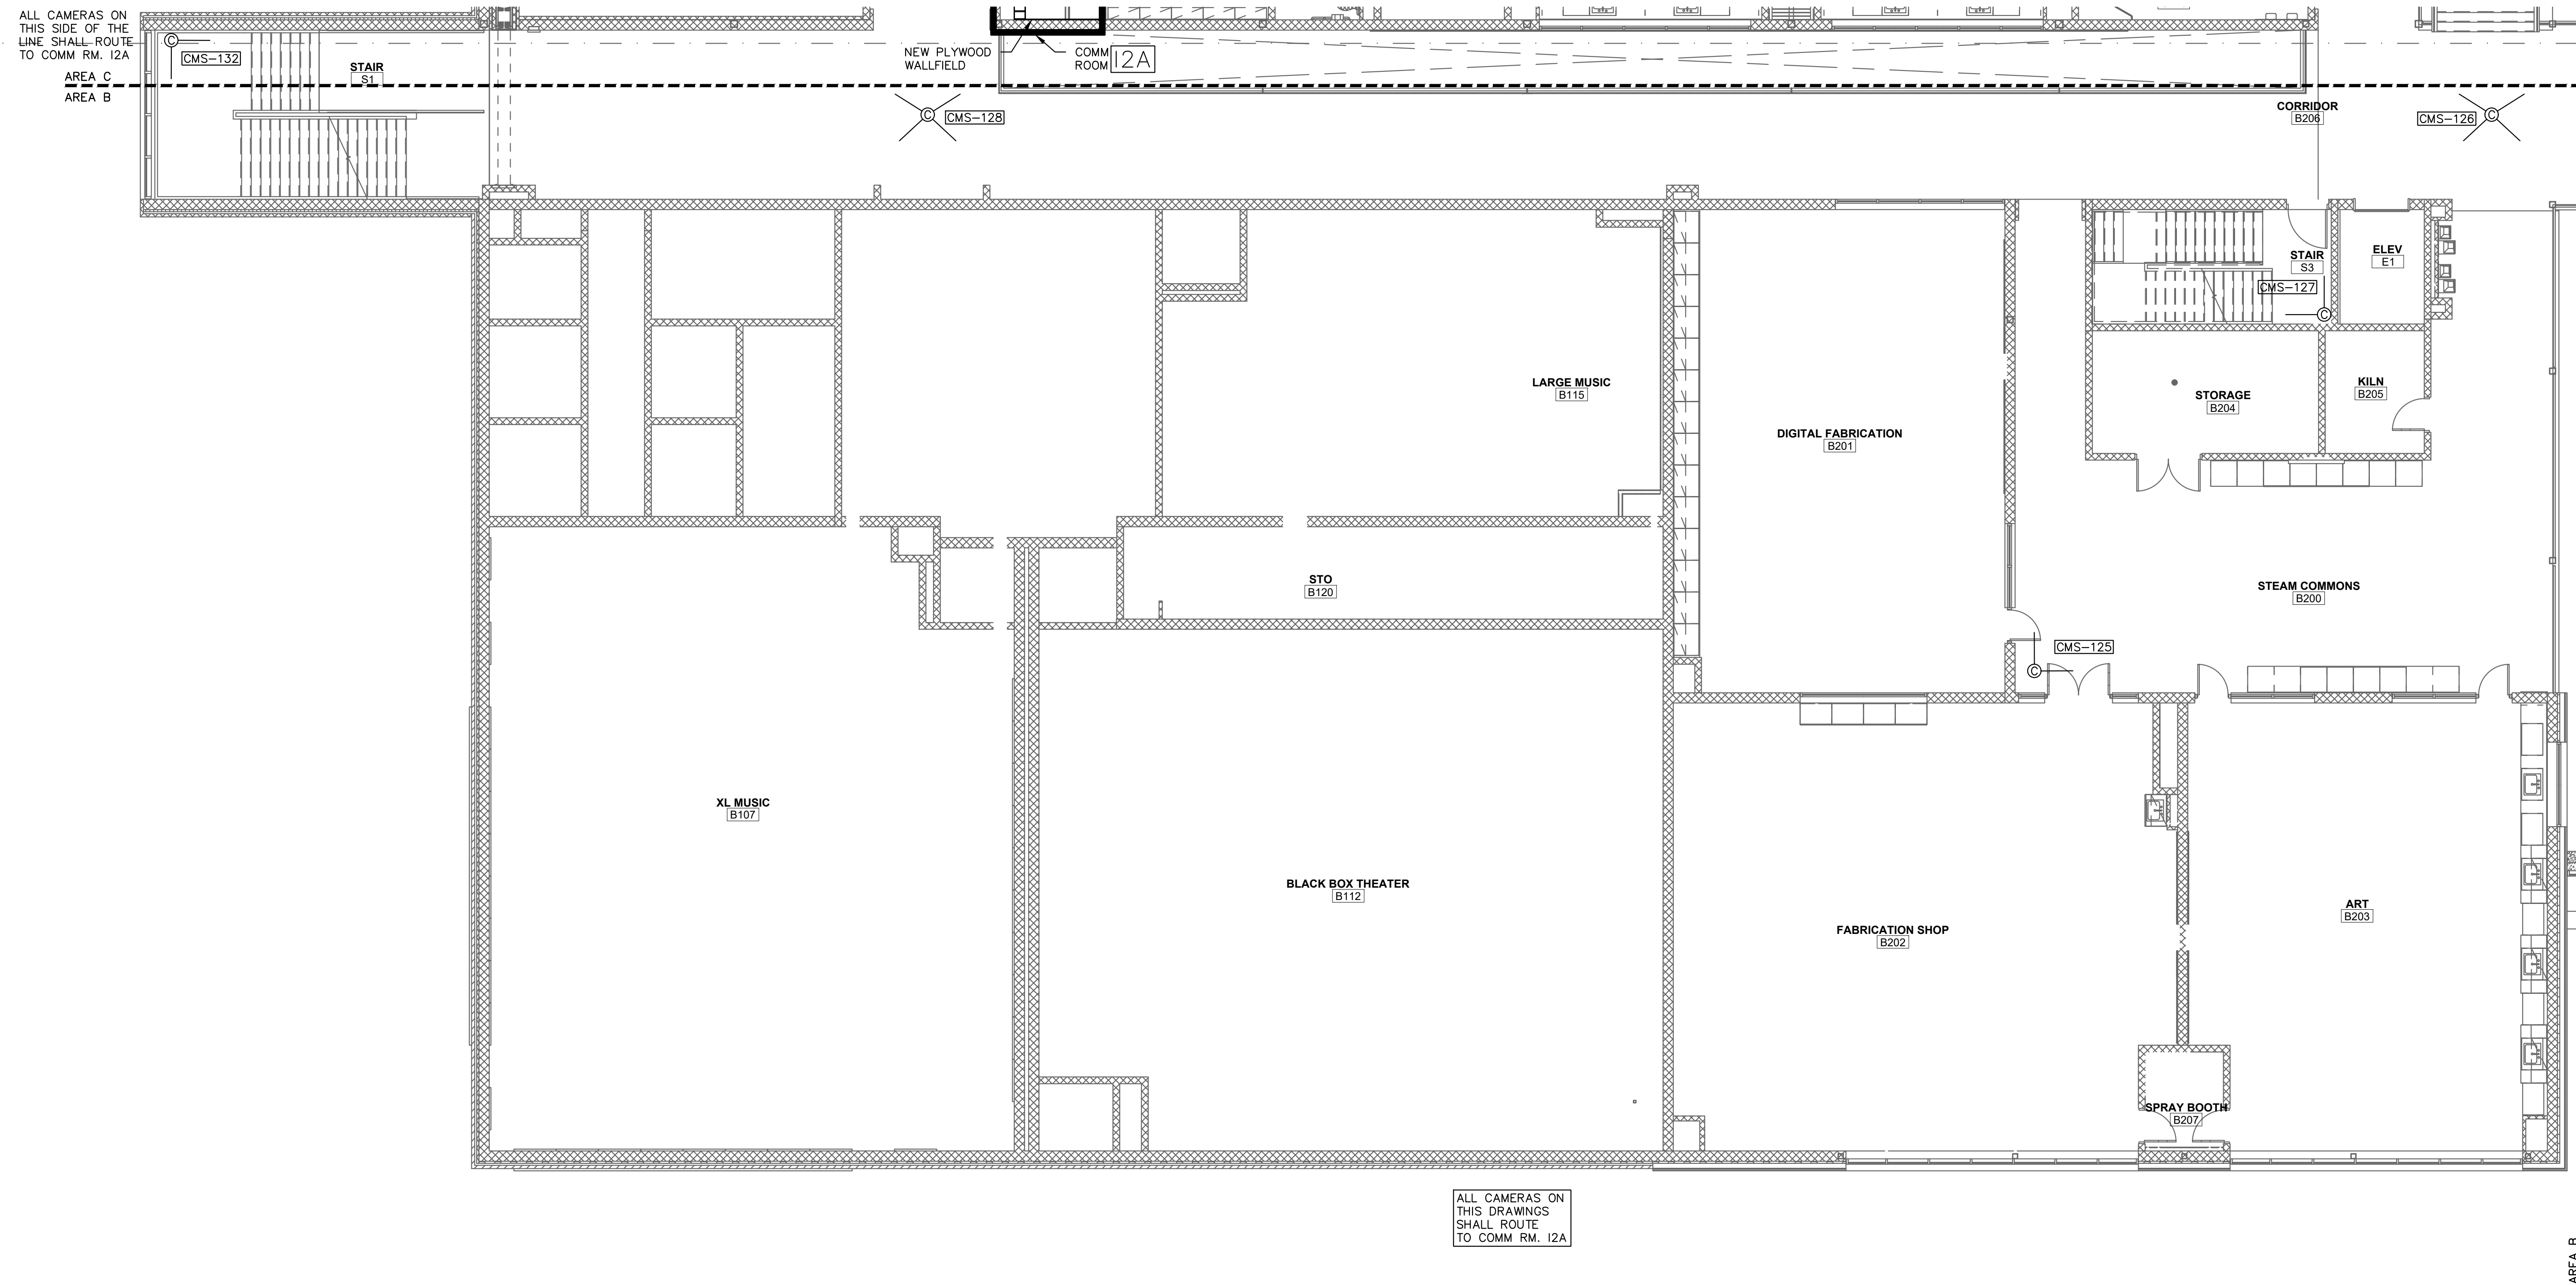 ALL CAMERAS ON
THIS SIDE OF THE
LINE SHALL ROUTE
TO COMM RM. 12A
AREA C
AREA B
CMS-132
STAIR
S1
NEW PLYWOOD
WALLFIELD
COMM
ROOM
12A
CMS-128
CORRIDOR
B206
CMS-126
STAIR
S3
ELEV
E1
CMS-127
LARGE MUSIC
B115
DIGITAL FABRICATION
B201
STORAGE
B204
KILN
B205
STO
B120
STEAM COMMONS
B200
CMS-125
XL MUSIC
B107
BLACK BOX THEATER
B112
FABRICATION SHOP
B202
ART
B203
SPRAY BOOTH
B207
ALL CAMERAS ON
THIS DRAWINGS
SHALL ROUTE
TO COMM RM. 12A
AREA B